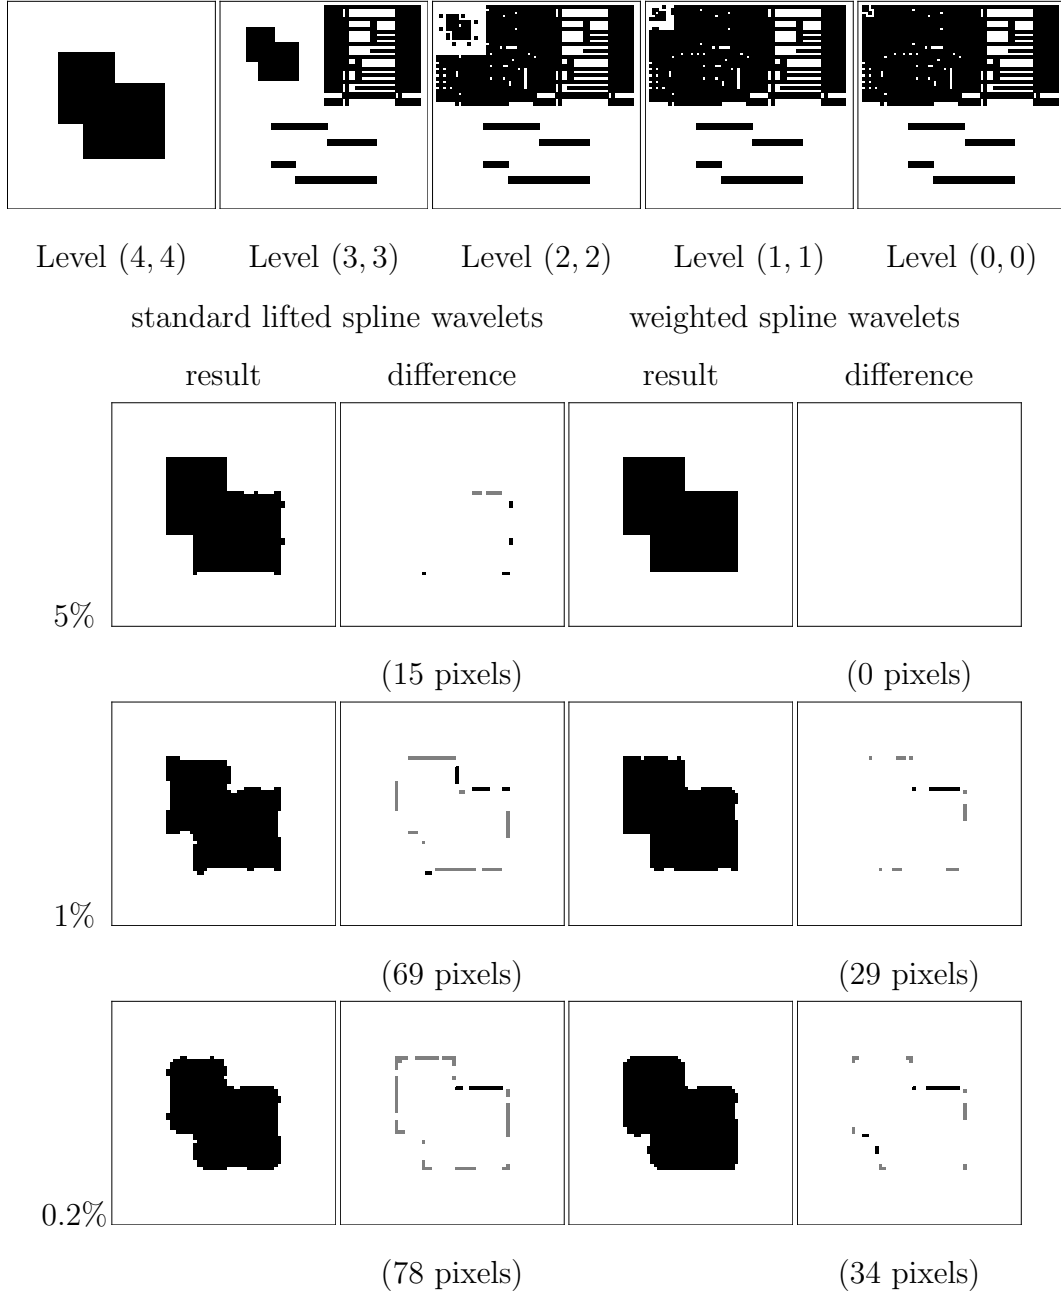 Level (4, 4) Level (3, 3) Level (2, 2) Level (1, 1) Level (0, 0)
standard lifted spline wavelets weighted spline wavelets
result difference result difference
5%
(15 pixels) (0 pixels)
1%
(69 pixels) (29 pixels)
0.2%
(78 pixels) (34 pixels)